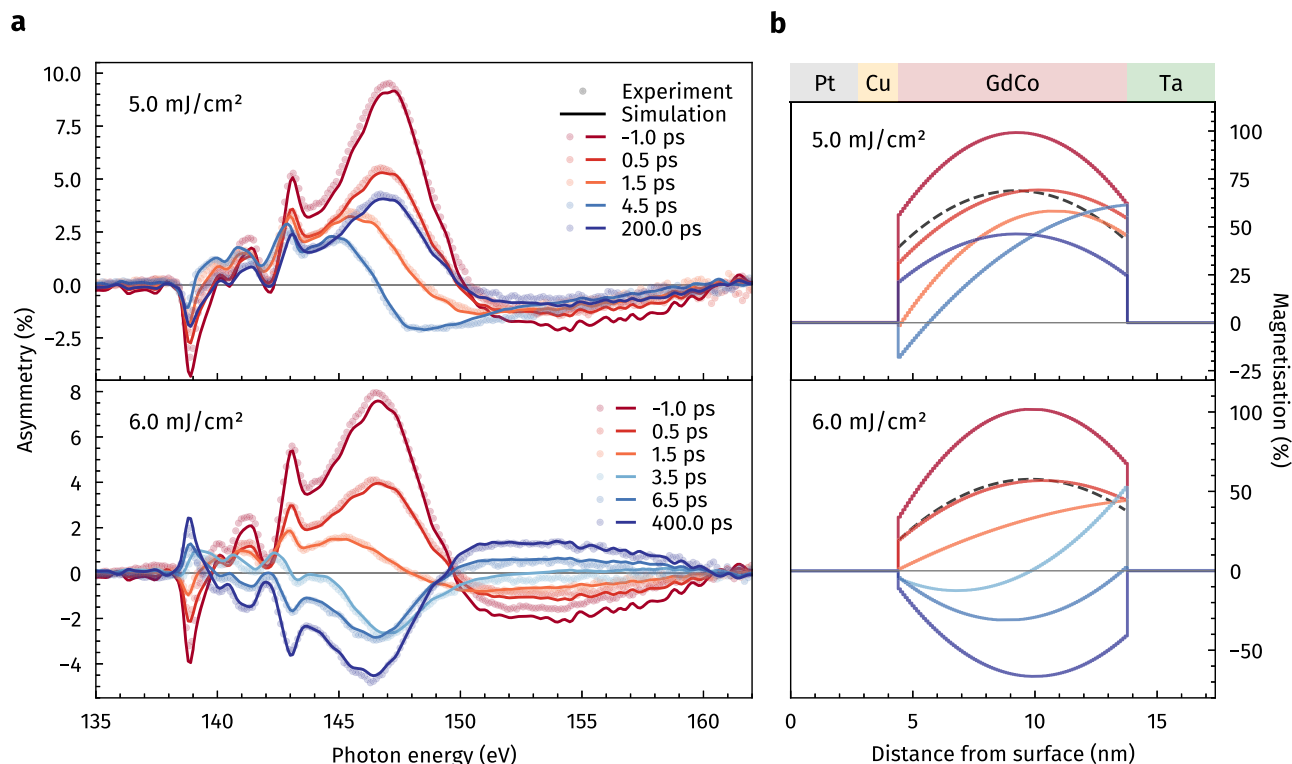 a
b
Pt
Cu
GdCo
Ta
10.0
7.5
5.0
2.5
0.0
−2.5
5.0 mJ/cm²
Experiment
Simulation
-1.0 ps
0.5 ps
1.5 ps
4.5 ps
200.0 ps
5.0 mJ/cm²
100
75
50
25
0
−25
8
6
4
2
0
−2
−4
6.0 mJ/cm²
-1.0 ps
0.5 ps
1.5 ps
3.5 ps
6.5 ps
400.0 ps
6.0 mJ/cm²
100
50
0
−50
Asymmetry (%)
Magnetisation (%)
135
140
145
150
155
160
Photon energy (eV)
0
5
10
15
Distance from surface (nm)